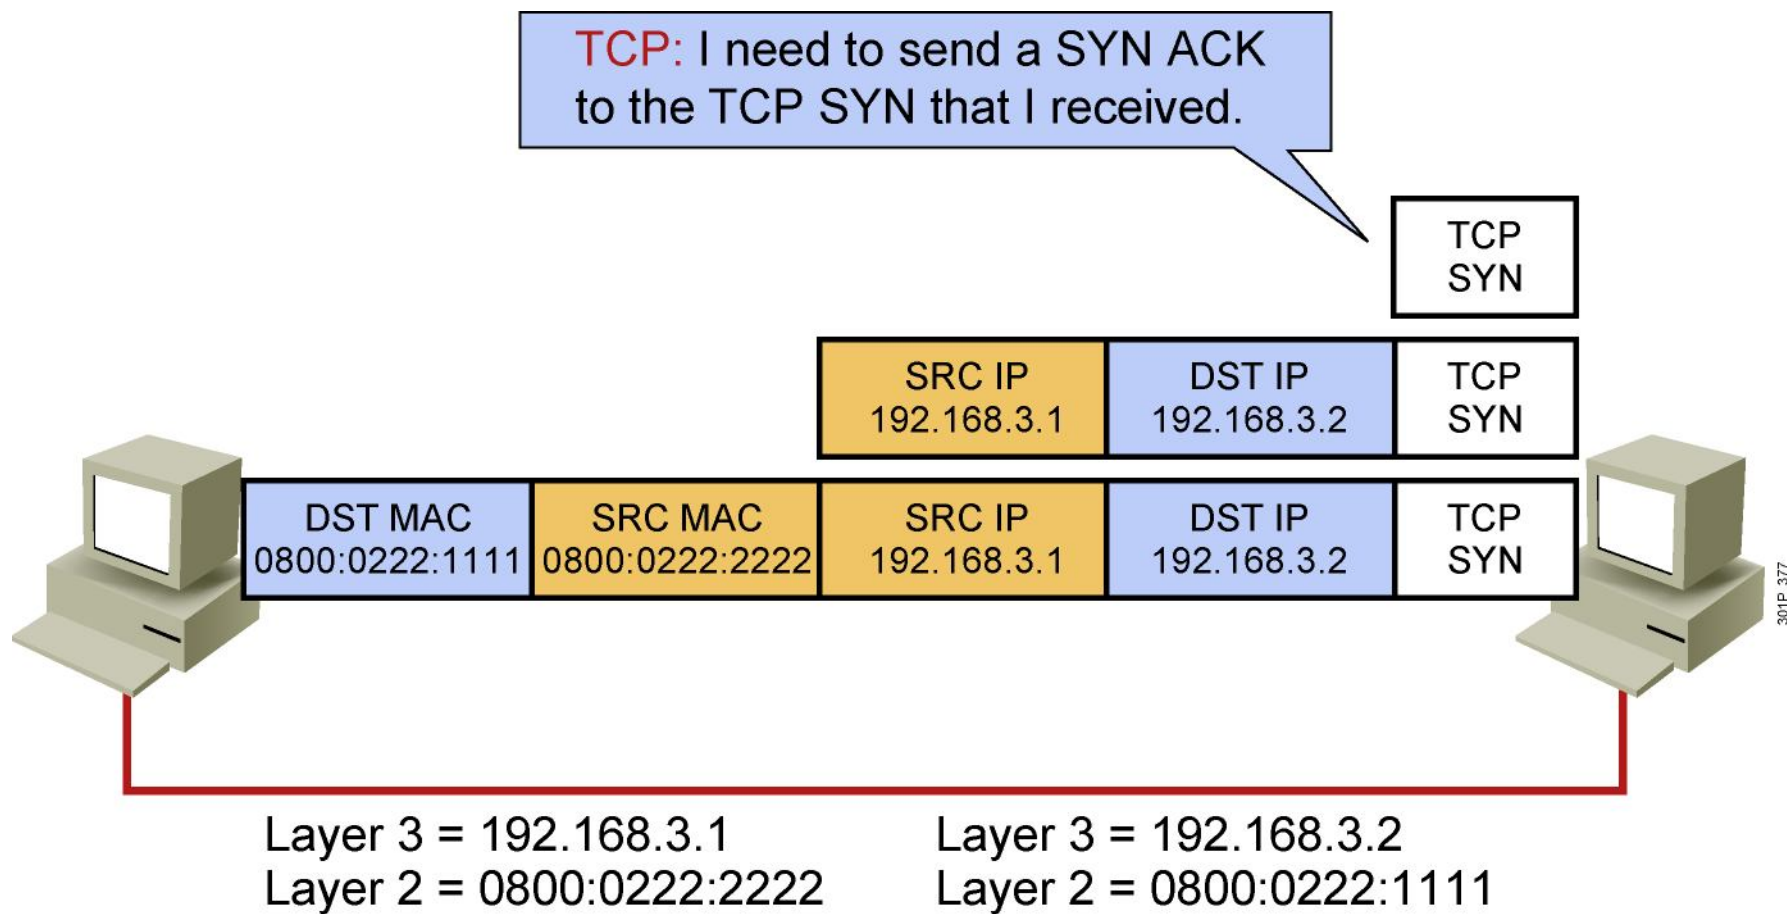 TCP: I need to send a SYN ACK
to the TCP SYN that I received.
TCP
SYN
SRC IP
192.168.3.1
DST IP
192.168.3.2
TCP
SYN
DST MAC
0800:0222:1111
SRC MAC
0800:0222:2222
SRC IP
192.168.3.1
DST IP
192.168.3.2
TCP
SYN
301P_377
Layer 3 = 192.168.3.1
Layer 2 = 0800:0222:2222
Layer 3 = 192.168.3.2
Layer 2 = 0800:0222:1111